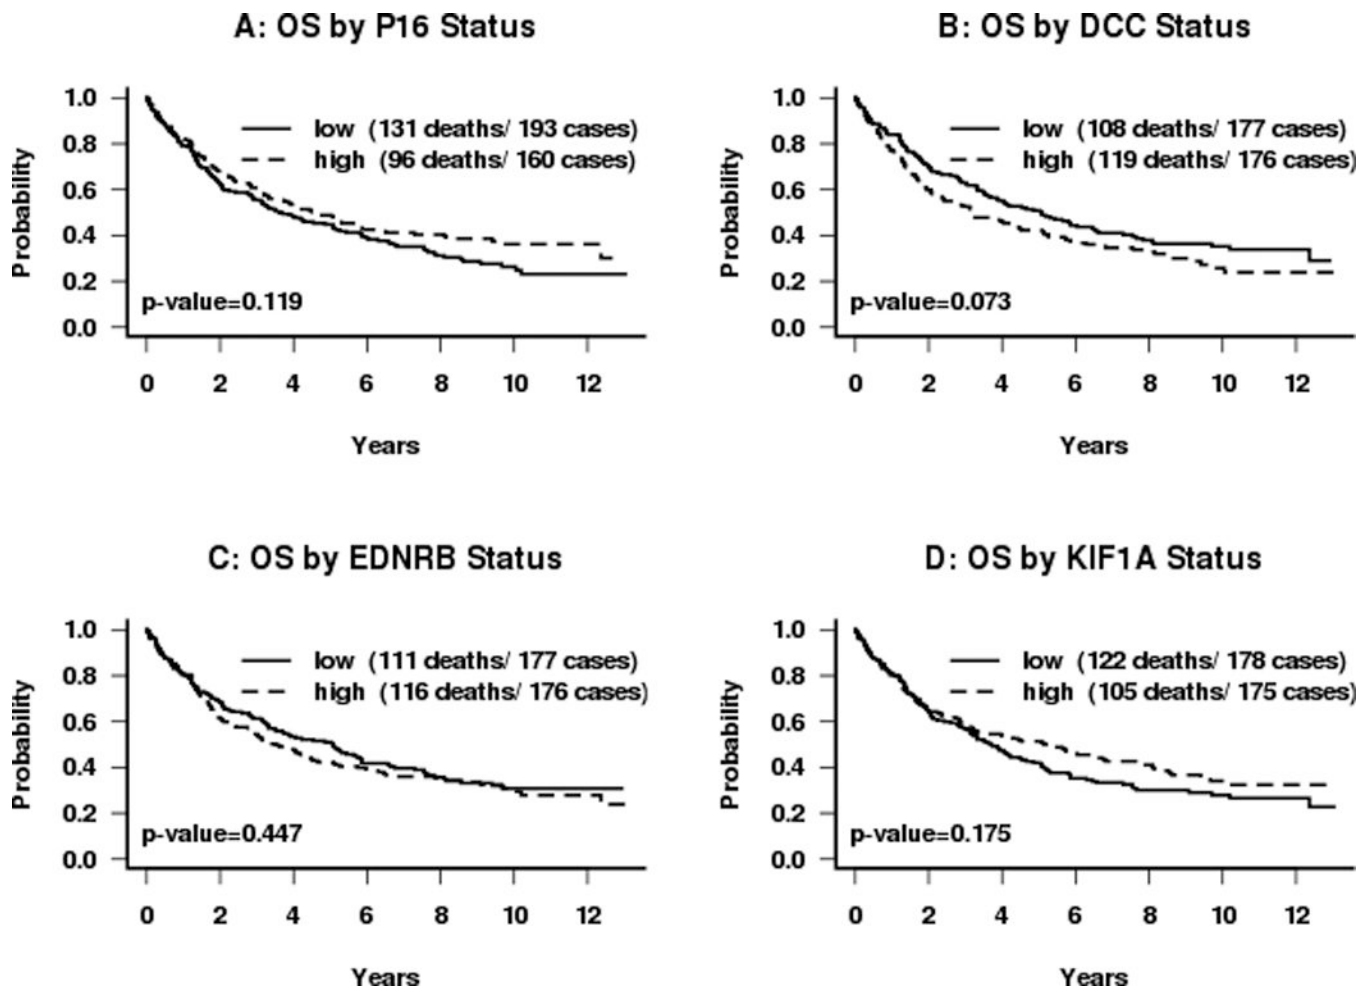 A: OS by P16 Status
1.0
0.8
0.6
0.4
0.2
0.0
Probability
low (131 deaths/ 193 cases)
high (96 deaths/ 160 cases)
p-value=0.119
0 2 4 6 8 10 12
Years
B: OS by DCC Status
1.0
0.8
0.6
0.4
0.2
0.0
Probability
low (108 deaths/ 177 cases)
high (119 deaths/ 176 cases)
p-value=0.073
0 2 4 6 8 10 12
Years
C: OS by EDNRB Status
1.0
0.8
0.6
0.4
0.2
0.0
Probability
low (111 deaths/ 177 cases)
high (116 deaths/ 176 cases)
p-value=0.447
0 2 4 6 8 10 12
Years
D: OS by KIF1A Status
1.0
0.8
0.6
0.4
0.2
0.0
Probability
low (122 deaths/ 178 cases)
high (105 deaths/ 175 cases)
p-value=0.175
0 2 4 6 8 10 12
Years